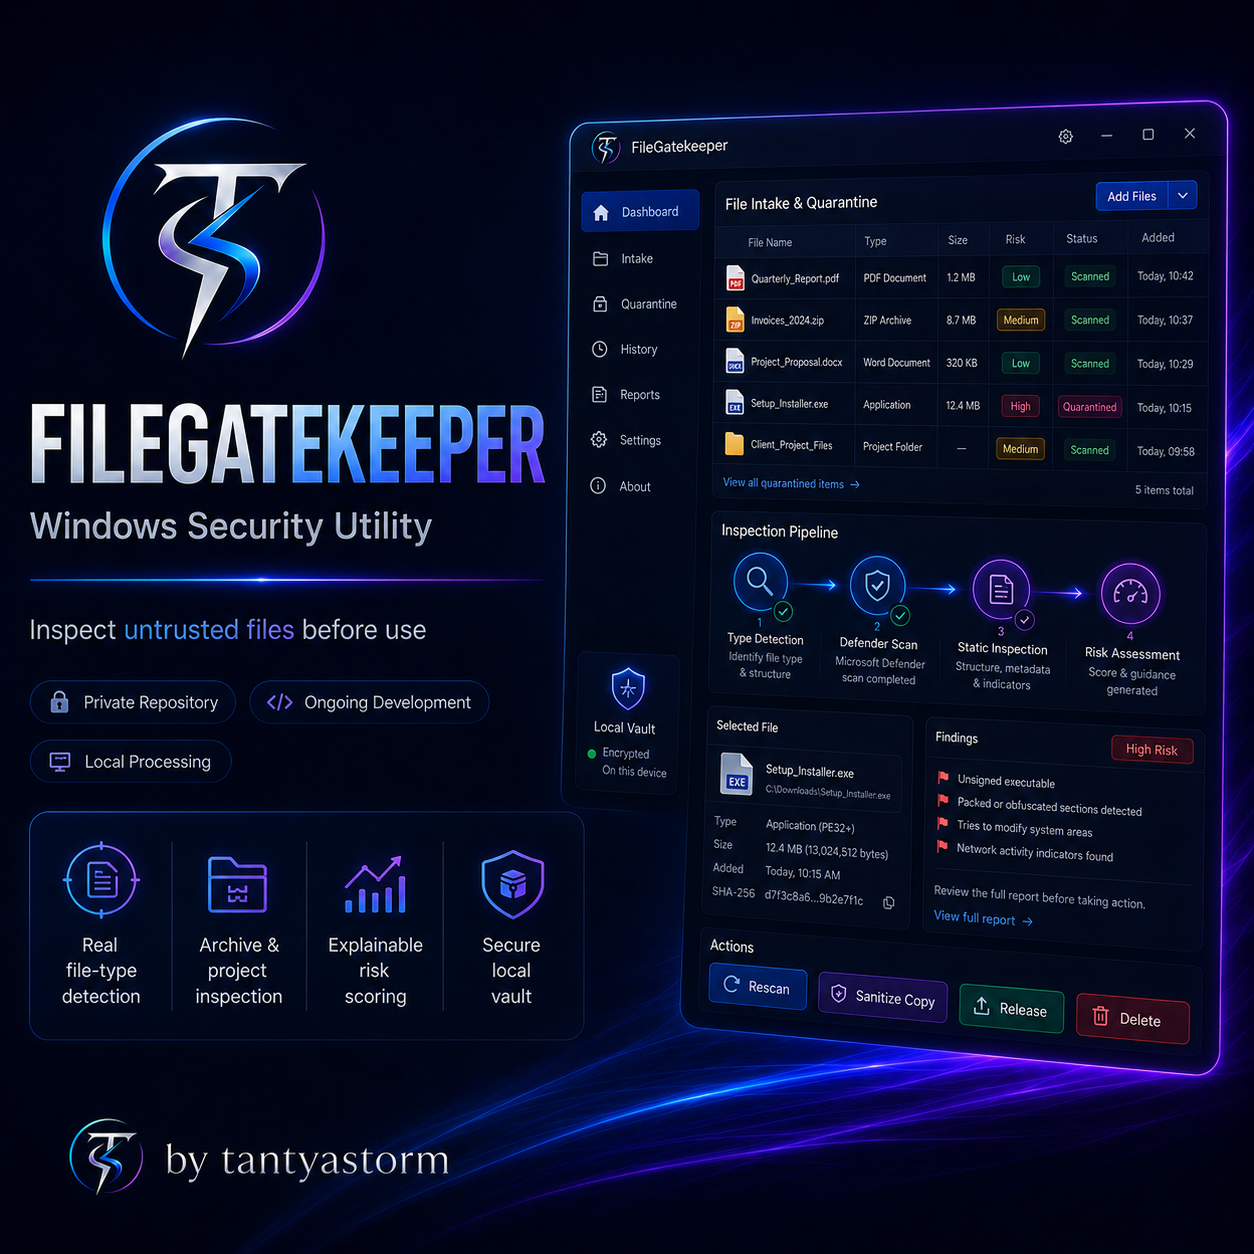 FILEGATEKEEPER
Windows Security Utility
Inspect untrusted files before use
Private Repository
Ongoing Development
Local Processing
Real
file-type
detection
Archive &
project
inspection
Explainable
risk
scoring
Secure
local
vault
by tantyastorm
FileGatekeeper
Dashboard
Intake
Quarantine
History
Reports
Settings
About
Local Vault
Encrypted
On this device
File Intake & Quarantine
Add Files
File Name Type Size Risk Status Added
PDF Quarterly_Report.pdf PDF Document 1.2 MB Low Scanned Today, 10:42
ZIP Invoices_2024.zip ZIP Archive 8.7 MB Medium Scanned Today, 10:37
DOCX Project_Proposal.docx Word Document 320 KB Low Scanned Today, 10:29
EXE Setup_Installer.exe Application 12.4 MB High Quarantined Today, 10:15
Client_Project_Files Project Folder — Medium Scanned Today, 09:58
View all quarantined items →
5 items total
Inspection Pipeline
1
Type Detection
Identify file type
& structure
2
Defender Scan
Microsoft Defender
scan completed
3
Static Inspection
Structure, metadata
& indicators
4
Risk Assessment
Score & guidance
generated
Selected File
EXE
Setup_Installer.exe
C:\Downloads\Setup_Installer.exe
Type Application (PE32+)
Size 12.4 MB (13,024,512 bytes)
Added Today, 10:15 AM
SHA-256 d7f3c8a6...9b2e7f1c
Findings
High Risk
Unsigned executable
Packed or obfuscated sections detected
Tries to modify system areas
Network activity indicators found
Review the full report before taking action.
View full report →
Actions
Rescan
Sanitize Copy
Release
Delete